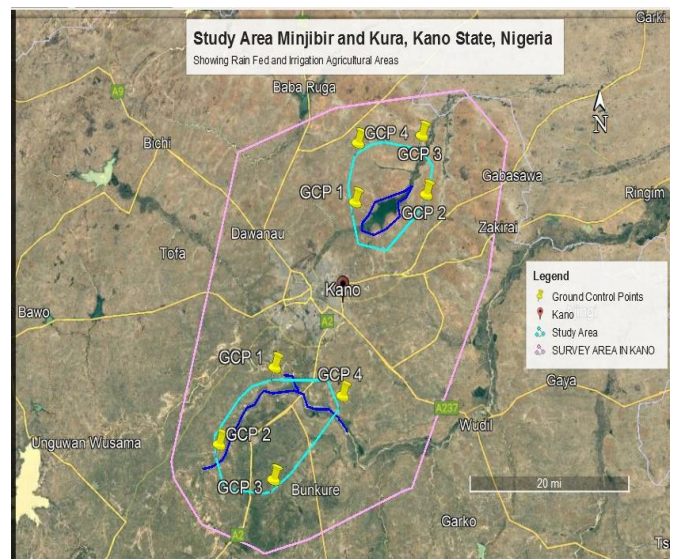 Garki
Study Area Minjibir and Kura, Kano State, Nigeria
Showing Rain Fed and Irrigation Agricultural Areas
A9
Baba Ruga
N
Bichi
GCP 4
GCP 3
GCP 1
Gabasawa
Ringim
GCP 2
Zakirai
Dawanau
Tofa
Legend
Ground Control Points
Kano
Study Area
SURVEY AREA IN KANO
Kano
Bawo
A2
GCP 1
GCP 4
Gaya
A237
Wudil
Unguwan Wusama
GCP 2
GCP 3
Bunkure
20 mi
Garko
A2
Ts